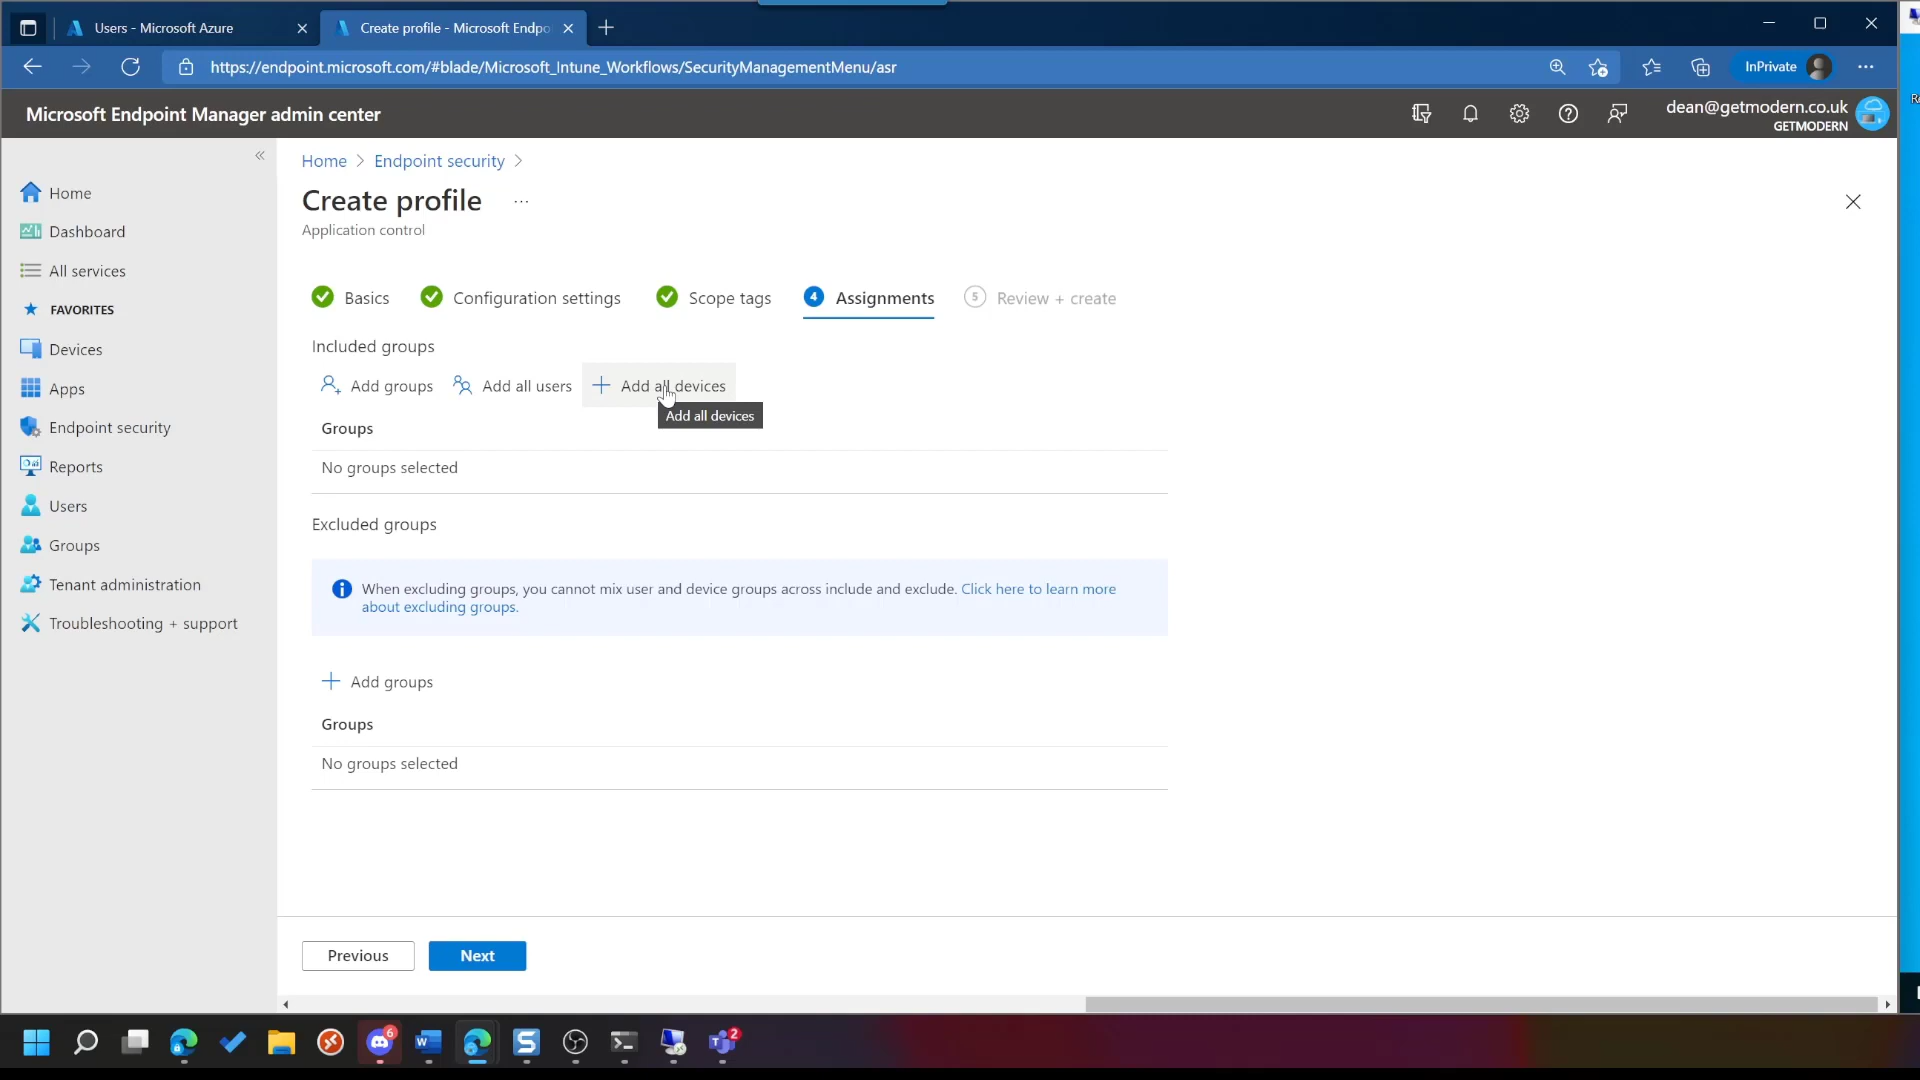 Users - Microsoft Azure
Create profile - Microsoft Endpo
https://endpoint.microsoft.com/#blade/Microsoft_Intune_Workflows/SecurityManagementMenu/asr
InPrivate
Microsoft Endpoint Manager admin center
dean@getmodern.co.uk
GETMODERN
Home
Dashboard
All services
FAVORITES
Devices
Apps
Endpoint security
Reports
Users
Groups
Tenant administration
Troubleshooting + support
Home > Endpoint security >
Create profile ...
Application control
Basics
Configuration settings
Scope tags
4 Assignments
5 Review + create
Included groups
Add groups
Add all users
Add all devices
Add all devices
Groups
No groups selected
Excluded groups
When excluding groups, you cannot mix user and device groups across include and exclude. Click here to learn more
about excluding groups.
Add groups
Groups
No groups selected
Previous
Next
6
2